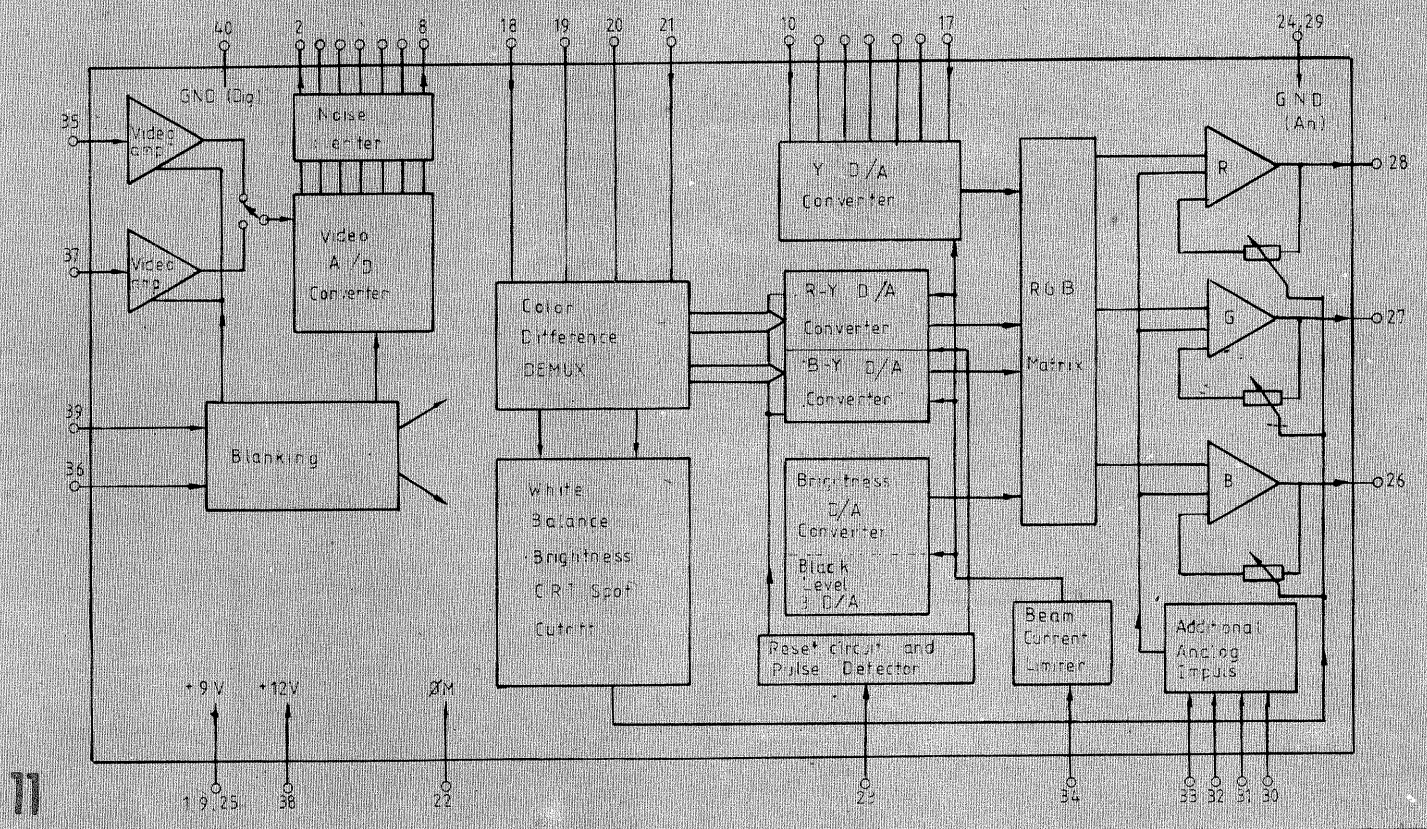 40
2
8
18
19
20
21
10
17
24,29
GND (Dig)
GND
(An)
35
Video
amp
37
Video
amp
Noise
Video
A/D
Converter
Y D/A
Converter
R
28
R-Y D/A
Converter
B-Y D/A
Converter
RGB
Matrix
G
27
Color
Difference
DEMUX
39
36
Blanking
White
Balance
Brightness
CRT Spot
Cutoff
Brightness
D/A
Converter
Black
Level
D/A
B
26
Reset circuit and
Pulse Detector
Beam
Current
Limiter
Additional
Analog
Imputs
+9V
+12V
ØM
1 9,25
38
22
34
33
32
31
30
11